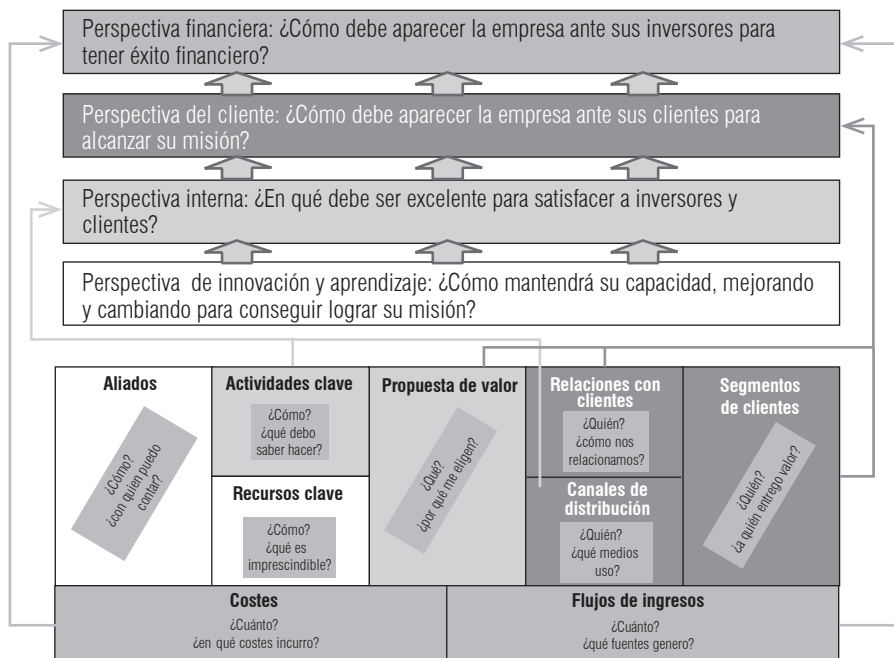 Perspectiva financiera: ¿Cómo debe aparecer la empresa ante sus inversores para
tener éxito financiero?
Perspectiva del cliente: ¿Cómo debe aparecer la empresa ante sus clientes para
alcanzar su misión?
Perspectiva interna: ¿En qué debe ser excelente para satisfacer a inversores y
clientes?
Perspectiva de innovación y aprendizaje: ¿Cómo mantendrá su capacidad, mejorando
y cambiando para conseguir lograr su misión?
Aliados
¿Cómo?
¿con quien puedo
contar?
Actividades clave
¿Cómo?
¿qué debo
saber hacer?
Recursos clave
¿Cómo?
¿qué es
imprescindible?
Propuesta de valor
¿Qué?
¿por qué me eligen?
Relaciones con
clientes
¿Quién?
¿cómo nos
relacionamos?
Canales de
distribución
¿Quién?
¿qué medios
uso?
Segmentos
de clientes
¿Quién?
¿a quién entrego valor?
Costes
¿Cuánto?
¿en qué costes incurro?
Flujos de ingresos
¿Cuánto?
¿qué fuentes genero?